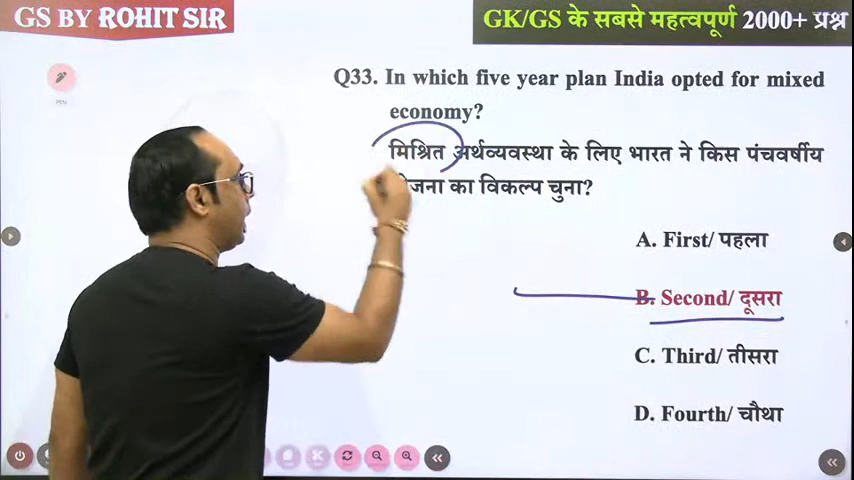 GS BY ROHIT SIR
GK/GS के सबसे महत्वपूर्ण 2000+ प्रश्न
PEN
Q33. In which five year plan India opted for mixed
economy?
मिश्रित अर्थव्यवस्था के लिए भारत ने किस पंचवर्षीय
का विकल्प चुना?
A. First/ पहला
B. Second/ दूसरा
C. Third/ तीसरा
D. Fourth/ चौथा